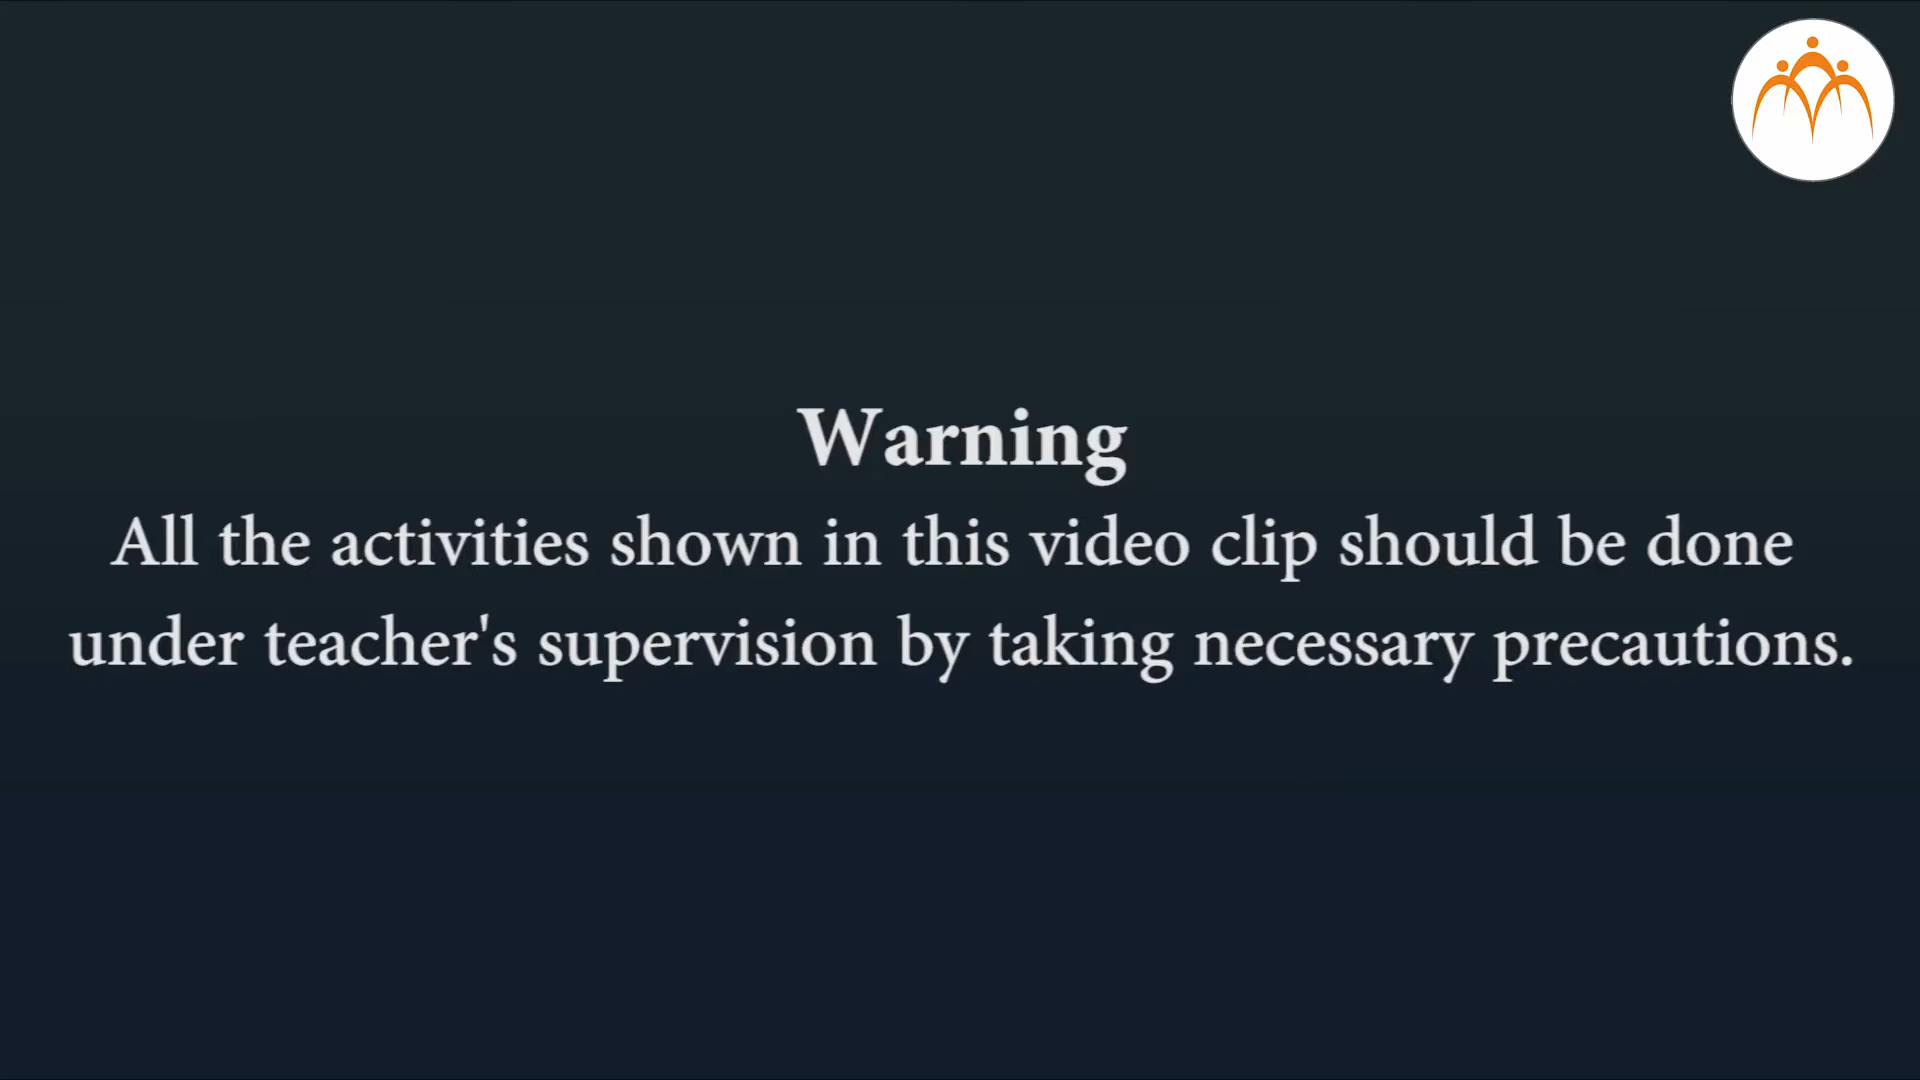 Warning
All the activities shown in this video clip should be done
under teacher's supervision by taking necessary precautions.